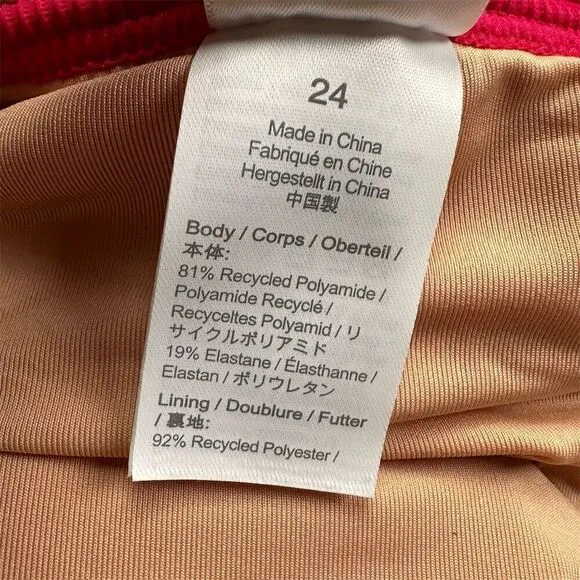 24
Made in China
Fabriqué en Chine
Hergestellt in China
中国製
Body / Corps / Oberteil /
本体:
81% Recycled Polyamide /
Polyamide Recyclé /
Recyceltes Polyamid / リ
サイクルポリアミド
19% Elastane / Élasthanne /
Elastan / ポリウレタン
Lining / Doublure / Futter
/ 裏地:
92% Recycled Polyester /